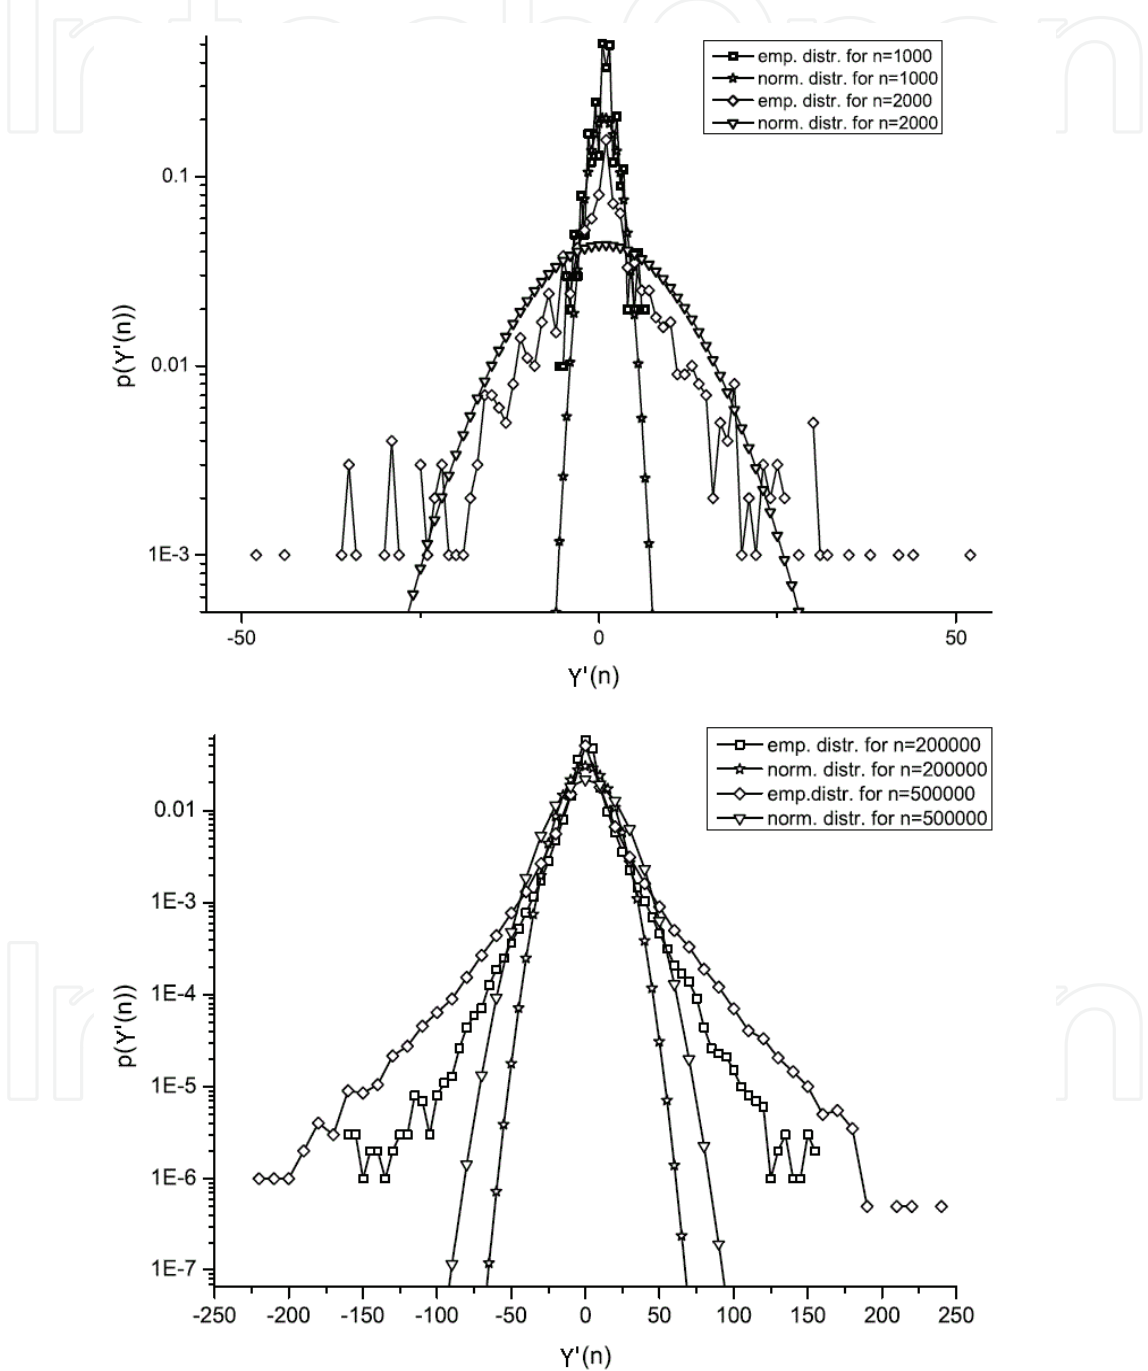 emp. distr. for n=1000
norm. distr. for n=1000
emp. distr. for n=2000
norm. distr. for n=2000
0.1
0.01
1E-3
p(Y'(n))
-50
0
50
Y'(n)
emp. distr. for n=200000
norm. distr. for n=200000
emp.distr. for n=500000
norm. distr. for n=500000
0.01
1E-3
1E-4
1E-5
1E-6
1E-7
p(Y'(n))
-250
-200
-150
-100
-50
0
50
100
150
200
250
Y'(n)